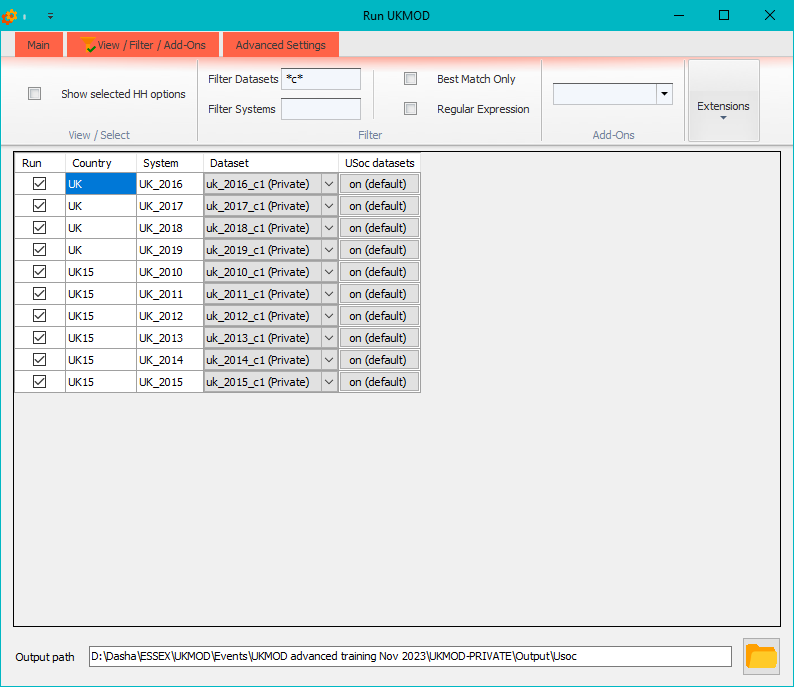 Run UKMOD
Main View / Filter / Add-Ons Advanced Settings
Show selected HH options
View / Select
Filter Datasets *c*
Filter Systems
Best Match Only
Regular Expression
Filter
Add-Ons
Extensions
Run Country System Dataset USoc datasets
UK UK_2016 uk_2016_c1 (Private) on (default)
UK UK_2017 uk_2017_c1 (Private) on (default)
UK UK_2018 uk_2018_c1 (Private) on (default)
UK UK_2019 uk_2019_c1 (Private) on (default)
UK15 UK_2010 uk_2010_c1 (Private) on (default)
UK15 UK_2011 uk_2011_c1 (Private) on (default)
UK15 UK_2012 uk_2012_c1 (Private) on (default)
UK15 UK_2013 uk_2013_c1 (Private) on (default)
UK15 UK_2014 uk_2014_c1 (Private) on (default)
UK15 UK_2015 uk_2015_c1 (Private) on (default)
Output path D:\Dasha\ESSEX\UKMOD\Events\UKMOD advanced training Nov 2023\UKMOD-PRIVATE\Output\Usoc